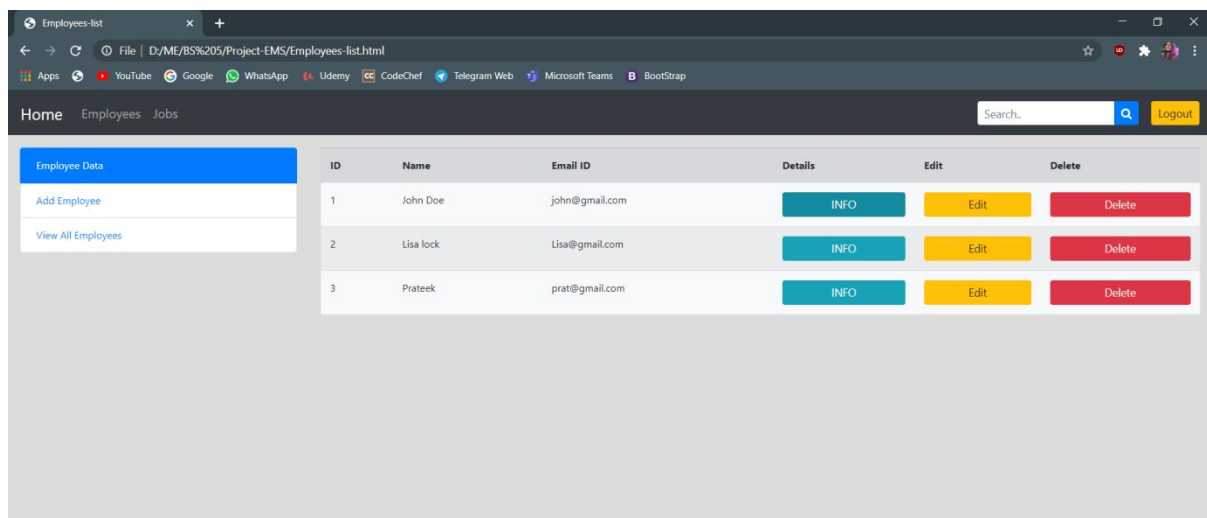 Employees-list
File | D:/ME/BS%205/Project-EMS/Employees-list.html
Apps YouTube Google WhatsApp Udemy CC CodeChef Telegram Web Microsoft Teams B BootStrap
Home Employees Jobs Search.. Logout
Employee Data
Add Employee
View All Employees
ID Name Email ID Details Edit Delete
1 John Doe john@gmail.com INFO Edit Delete
2 Lisa lock Lisa@gmail.com INFO Edit Delete
3 Prateek prat@gmail.com INFO Edit Delete